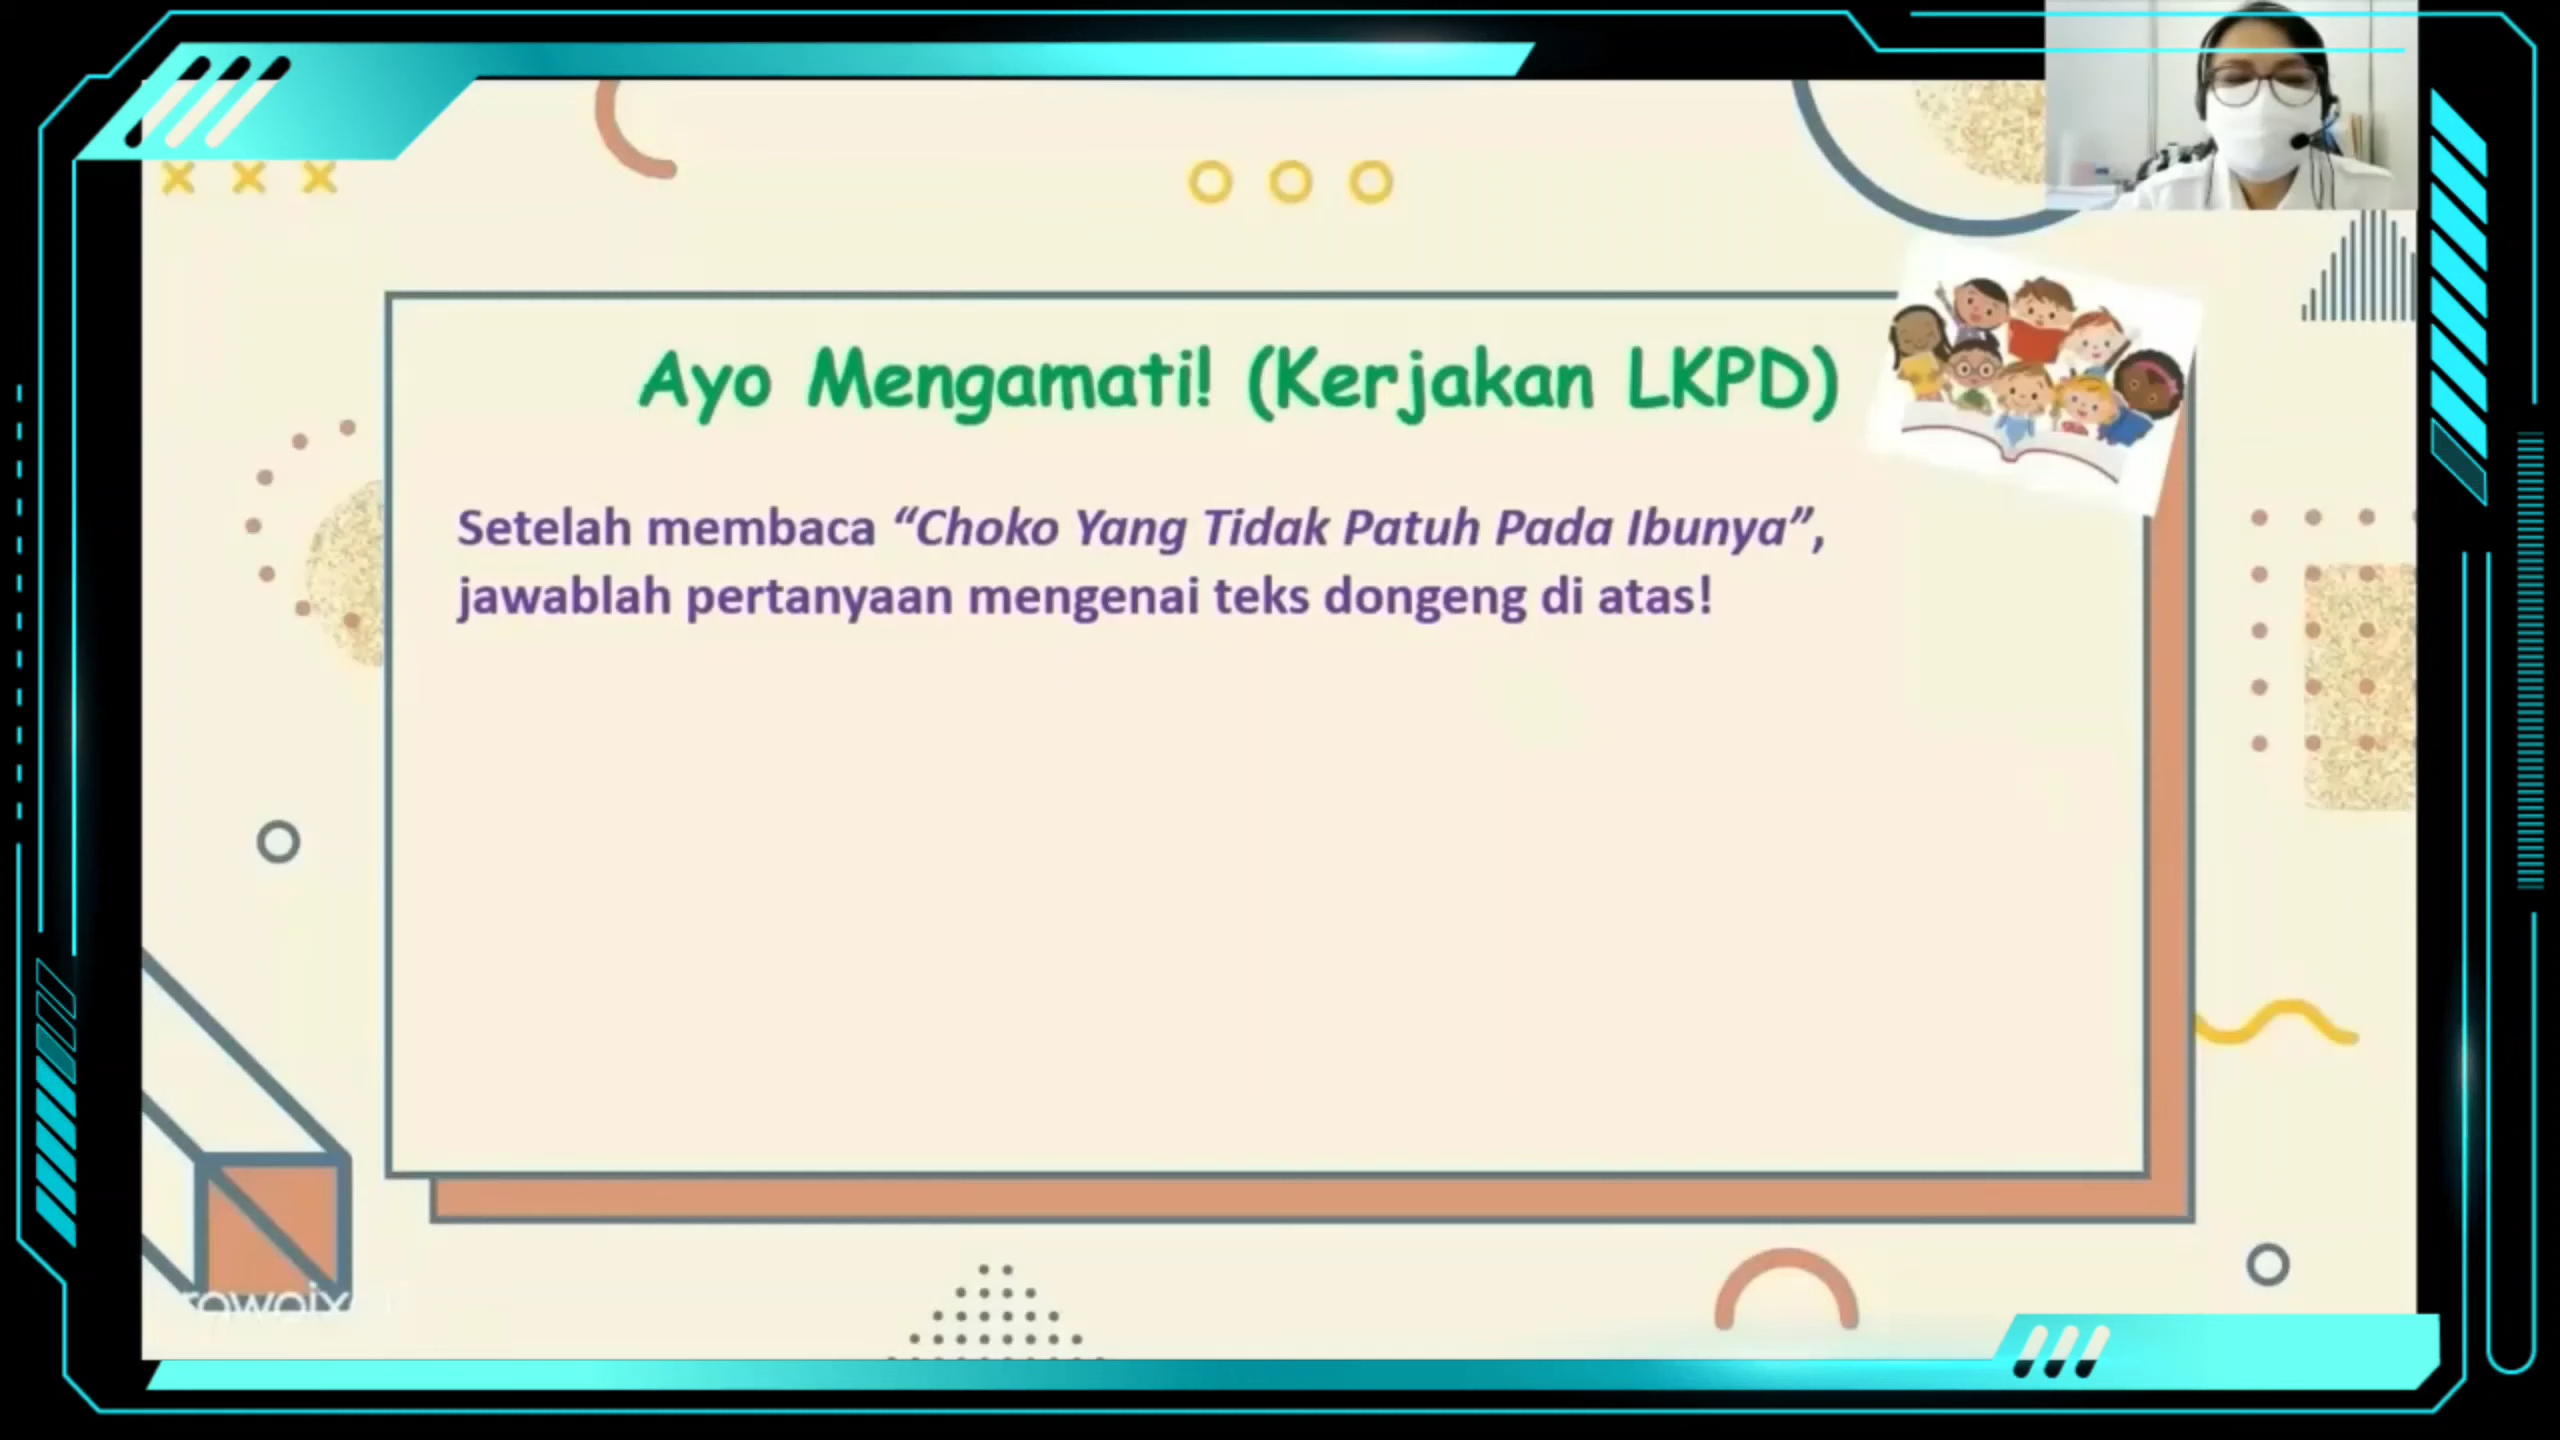 Ayo Mengamati! (Kerjakan LKPD)
Setelah membaca “Choko Yang Tidak Patuh Pada Ibunya”,
jawablah pertanyaan mengenai teks dongeng di atas!